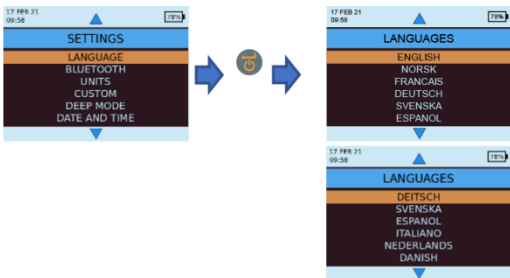 17 FEB 21
09:58
78%
SETTINGS
LANGUAGE
BLUETOOTH
UNITS
CUSTOM
DEEP MODE
DATE AND TIME
17 FEB 21
09:58
78%
LANGUAGES
ENGLISH
NORSK
FRANCAIS
DEUTSCH
SVENSKA
ESPANOL
17 FEB 21
09:58
78%
LANGUAGES
DEITSCH
SVENSKA
ESPANOL
ITALIANO
NEDERLANDS
DANISH